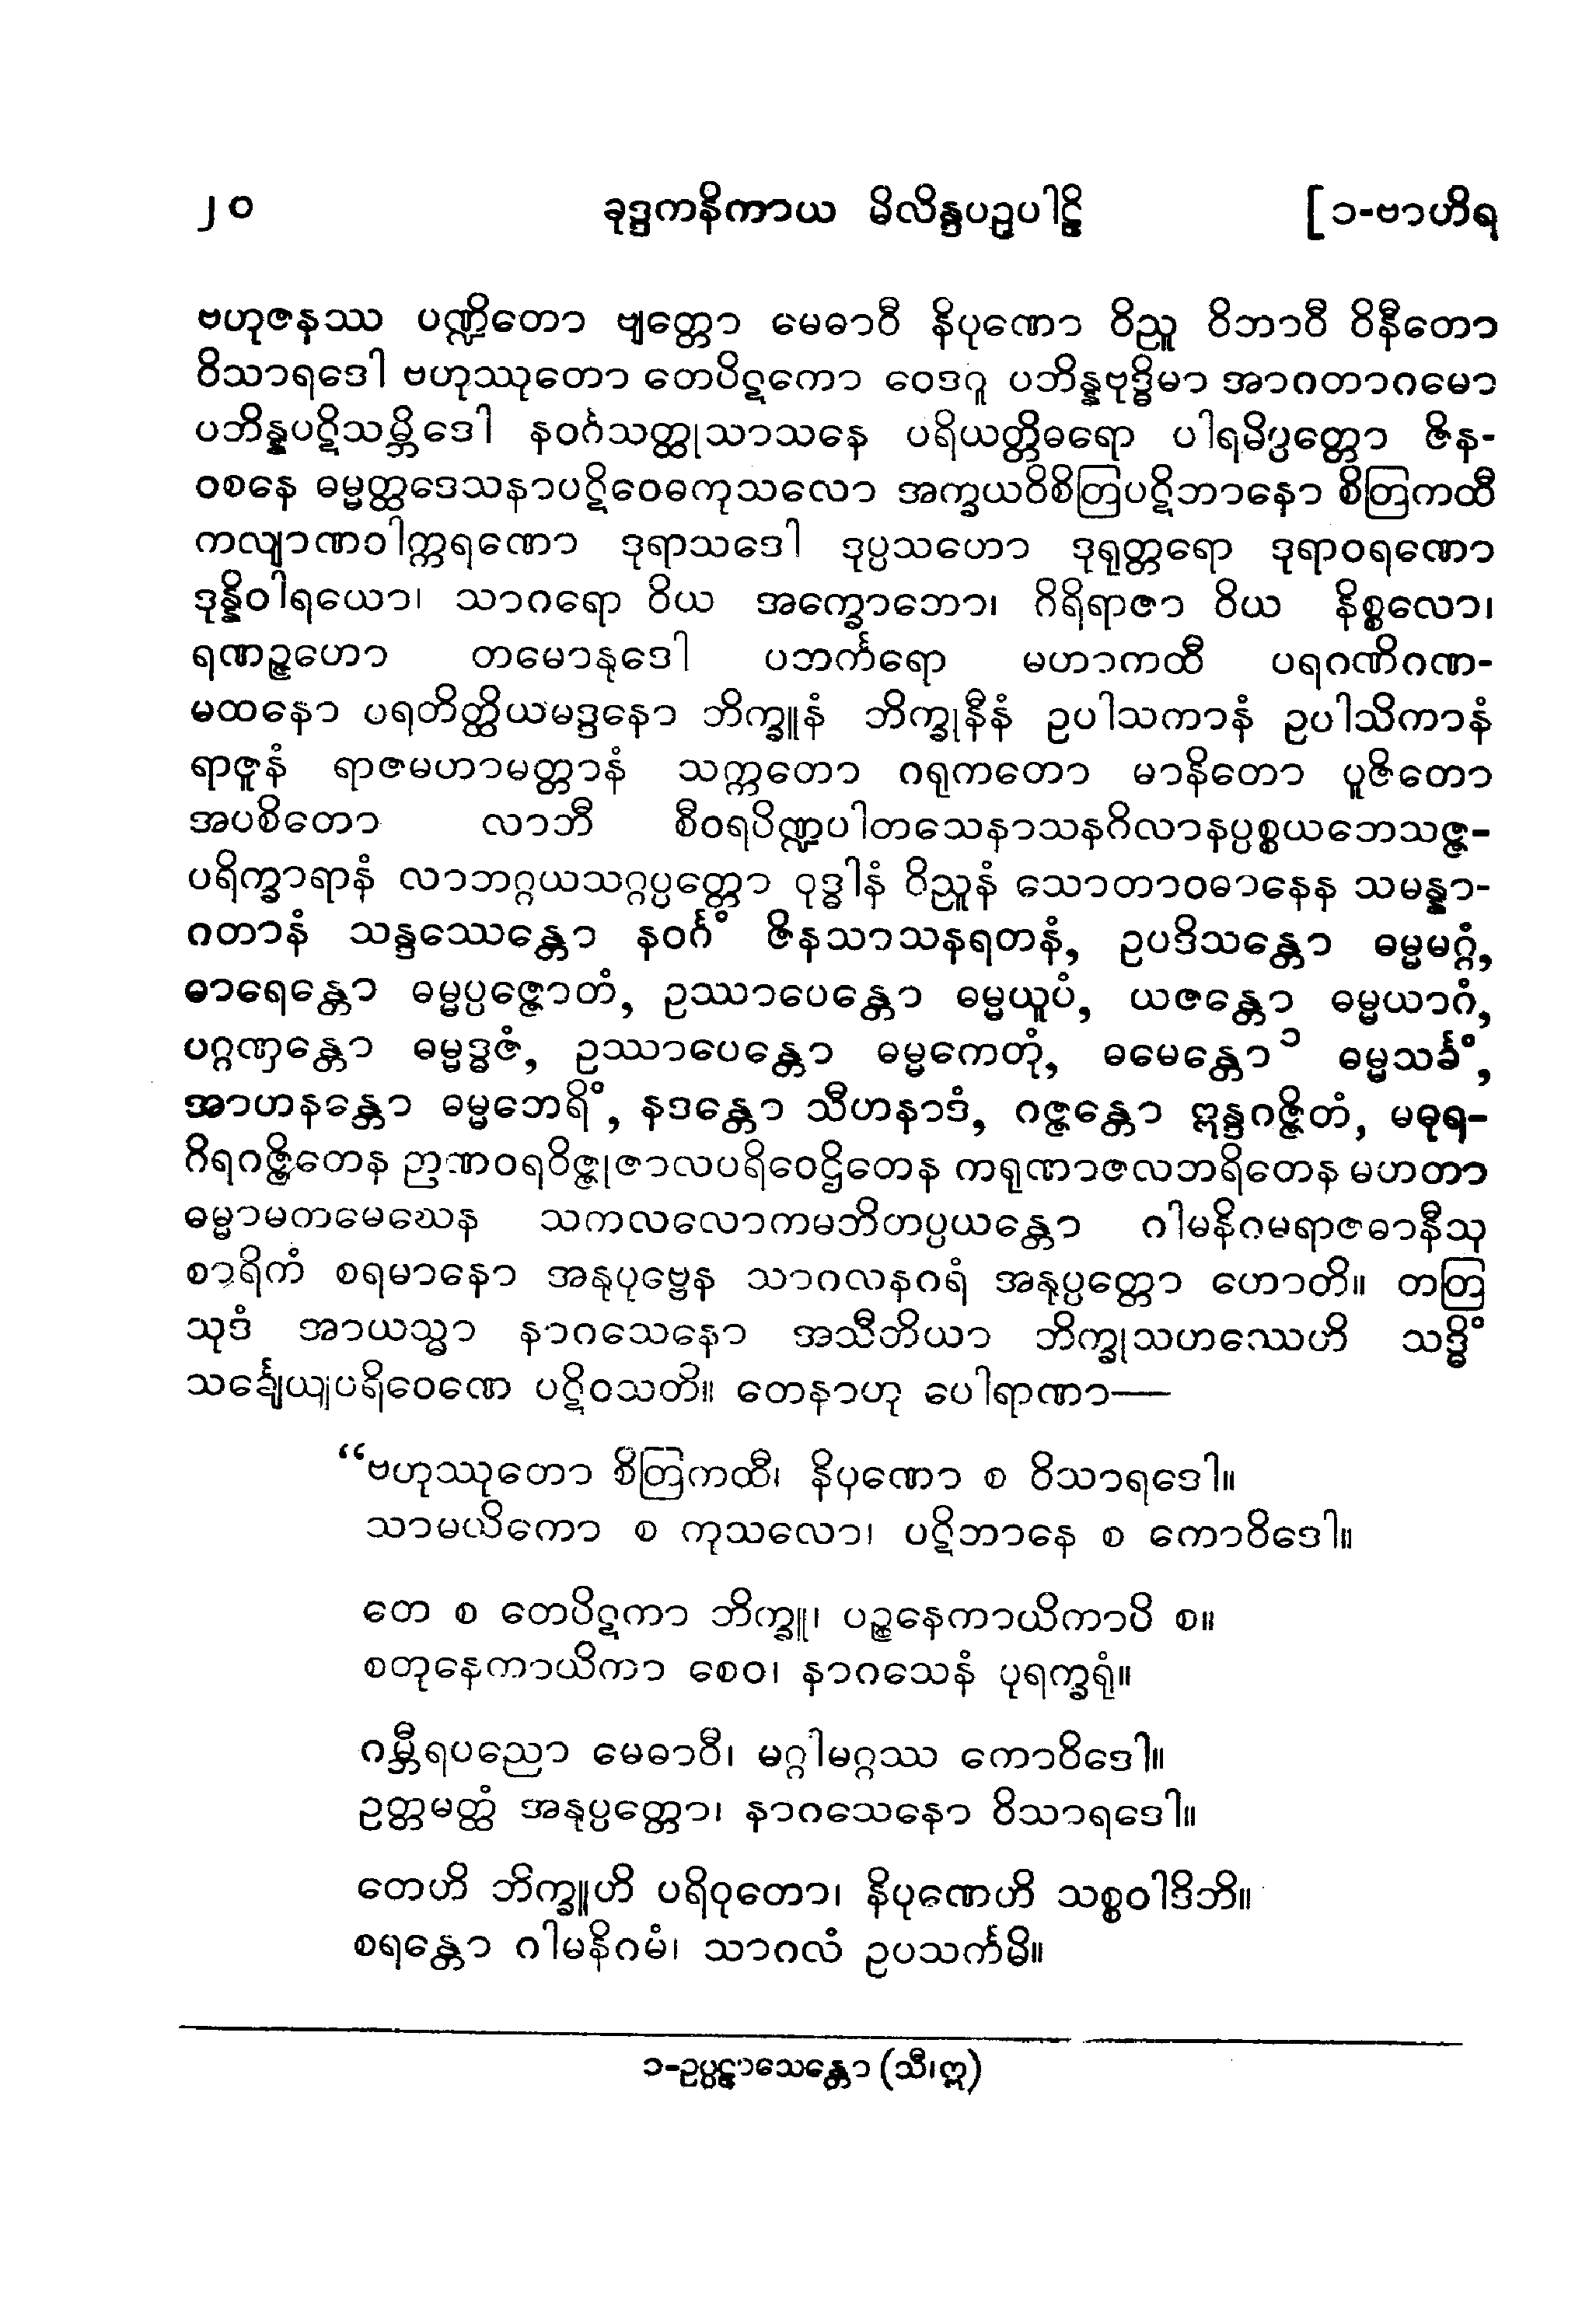 ၂၀ ခုဒ္ဒကနိကာယ မိလိန္ဒပဉှပါဠိ [ ၁-ဗာဟိရ
ဗဟုဇနဿ ပဏ္ဍိတော ဗျတ္တော မေဓာဝီ နိပုဏော ဝိညူ ဝိဘာဝီ ဝိနီတော
ဝိသာရဒေါ ဗဟုဿုတော တေပိဋကော ဝေဒဂူ ပဘိန္နဗုဒ္ဓိမာ အာဂတာဂမော
ပဘိန္နပဋိသမ္ဘိဒေါ နဝင်္ဂသတ္ထုသာသနေ ပရိယတ္တိဓရော ပါရမိပ္ပတ္တော ဇိန-
ဝစနေ ဓမ္မတ္ထဒေသနာပဋိဝေဓကုသလော အက္ခယဝိစိတြပဋိဘာနော စိတြကထီ
ကလျာဏဝါက္ကရဏော ဒုရာသဒေါ ဒုပ္ပသဟော ဒုရုတ္တရော ဒုရာဝရဏော
ဒုန္နိဝါရယော၊ သာဂရော ဝိယ အက္ခောဘော၊ ဂိရိရာဇာ ဝိယ နိစ္စလော၊
ရဏဉ္ဇဟော တမောနုဒေါ ပဘင်္ကရော မဟာကထီ ပရဂဏိဂဏ-
မထနော ပရတိတ္ထိယမဒ္ဒနော ဘိက္ခူနံ ဘိက္ခုနီနံ ဥပါသကာနံ ဥပါသိကာနံ
ရာဇူနံ ရာဇမဟာမတ္တာနံ သက္ကတော ဂရုကတော မာနိတော ပူဇိတော
အပစိတော လာဘီ စီဝရပိဏ္ဍပါတသေနာသနဂိလာနပ္ပစ္စယဘေသဇ္ဇ-
ပရိက္ခာရာနံ လာဘဂ္ဂယသဂ္ဂပ္ပတ္တော ဝုဒ္ဓါနံ ဝိညူနံ သောတာဝဓာနေန သမန္နာ-
ဂတာနံ သန္ဒဿေန္တော နဝင်္ဂံ ဇိနသာသနရတနံ, ဥပဒိသန္တော ဓမ္မမဂ္ဂံ,
ဓာရေန္တော ဓမ္မပ္ပဇ္ဇောတံ, ဥဿာပေန္တော ဓမ္မယူပံ, ယဇန္တော ဓမ္မယာဂံ,
ပဂ္ဂဏှန္တော ဓမ္မဒ္ဓဇံ, ဥဿာပေန္တော ဓမ္မကေတုံ, ဓမေန္တော၁ ဓမ္မသင်္ခံ,
အာဟနန္တော ဓမ္မဘေရိံ, နဒန္တော သီဟနာဒံ, ဂဇ္ဇန္တော ဣန္ဒဂဇ္ဇိတံ, မဓုရ-
ဂိရဂဇ္ဇိတေန ဉာဏဝရဝိဇ္ဇုဇာလပရိဝေဌိတေန ကရုဏာဇလဘရိတေန မဟတာ
ဓမ္မာမတမေဃေန သကလလောကမဘိတပ္ပယန္တော ဂါမနိဂမရာဇဓာနီသု
စာရိကံ စရမာနော အနုပုဗ္ဗေန သာဂလနဂရံ အနုပ္ပတ္တော ဟောတိ။ တတြ
သုဒံ အာယသ္မာ နာဂသေနော အသီတိယာ ဘိက္ခုသဟဿေဟိ သဒ္ဓိံ
သင်္ချေယျပရိဝေဏေ ပဋိဝသတိ။ တေနာဟု ပေါရာဏာ—
“ဗဟုဿုတော စိတြကထီ၊ နိပုဏော စ ဝိသာရဒေါ။
သာမယိကော စ ကုသလော၊ ပဋိဘာနေ စ ကောဝိဒေါ။
တေ စ တေပိဋကာ ဘိက္ခူ၊ ပဉ္စနေကာယိကာပိ စ။
စတုနေကာယိကာ စေဝ၊ နာဂသေနံ ပုရက္ခရုံ။
ဂမ္ဘီရပညော မေဓာဝီ၊ မဂ္ဂါမဂ္ဂဿ ကောဝိဒေါ။
ဥတ္တမတ္ထံ အနုပ္ပတ္တော၊ နာဂသေနော ဝိသာရဒေါ။
တေဟိ ဘိက္ခူဟိ ပရိဝုတော၊ နိပုဏေဟိ သစ္စဝါဒိဘိ။
စရန္တော ဂါမနိဂမံ၊ သာဂလံ ဥပသင်္ကမိ။
၁-ဥပ္ပဠာသေန္တော (သီ၊ဣ)